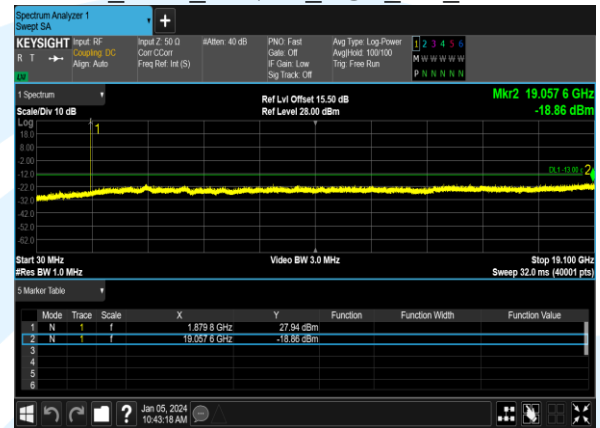 Spectrum Analyzer 1
Swept SA
+
KEYSIGHT
R T
Input: RF
Coupling: DC
Align: Auto
Input Z: 50 Ω
Corr CCorr
Freq Ref: Int (S)
#Atten: 40 dB
PNO: Fast
Gate: Off
IF Gain: Low
Sig Track: Off
Avg Type: Log-Power
Avg|Hold: 100/100
Trig: Free Run
1 2 3 4 5 6
M W W W W W
P N N N N N
1 Spectrum
Scale/Div 10 dB
Ref Lvl Offset 15.50 dB
Ref Level 28.00 dBm
Mkr2 19.057 6 GHz
-18.86 dBm
Log
18.0
8.00
-2.00
-12.0
-22.0
-32.0
-42.0
-52.0
-62.0
1
2
Start 30 MHz
#Res BW 1.0 MHz
Video BW 3.0 MHz
Stop 19.100 GHz
Sweep 32.0 ms (40001 pts)
5 Marker Table
Mode Trace Scale X Y Function Function Width Function Value
1 N 1 f 1.879 8 GHz 27.94 dBm
2 N 1 f 19.057 6 GHz -18.86 dBm
3
4
5
6
?
Jan 05, 2024
10:43:18 AM